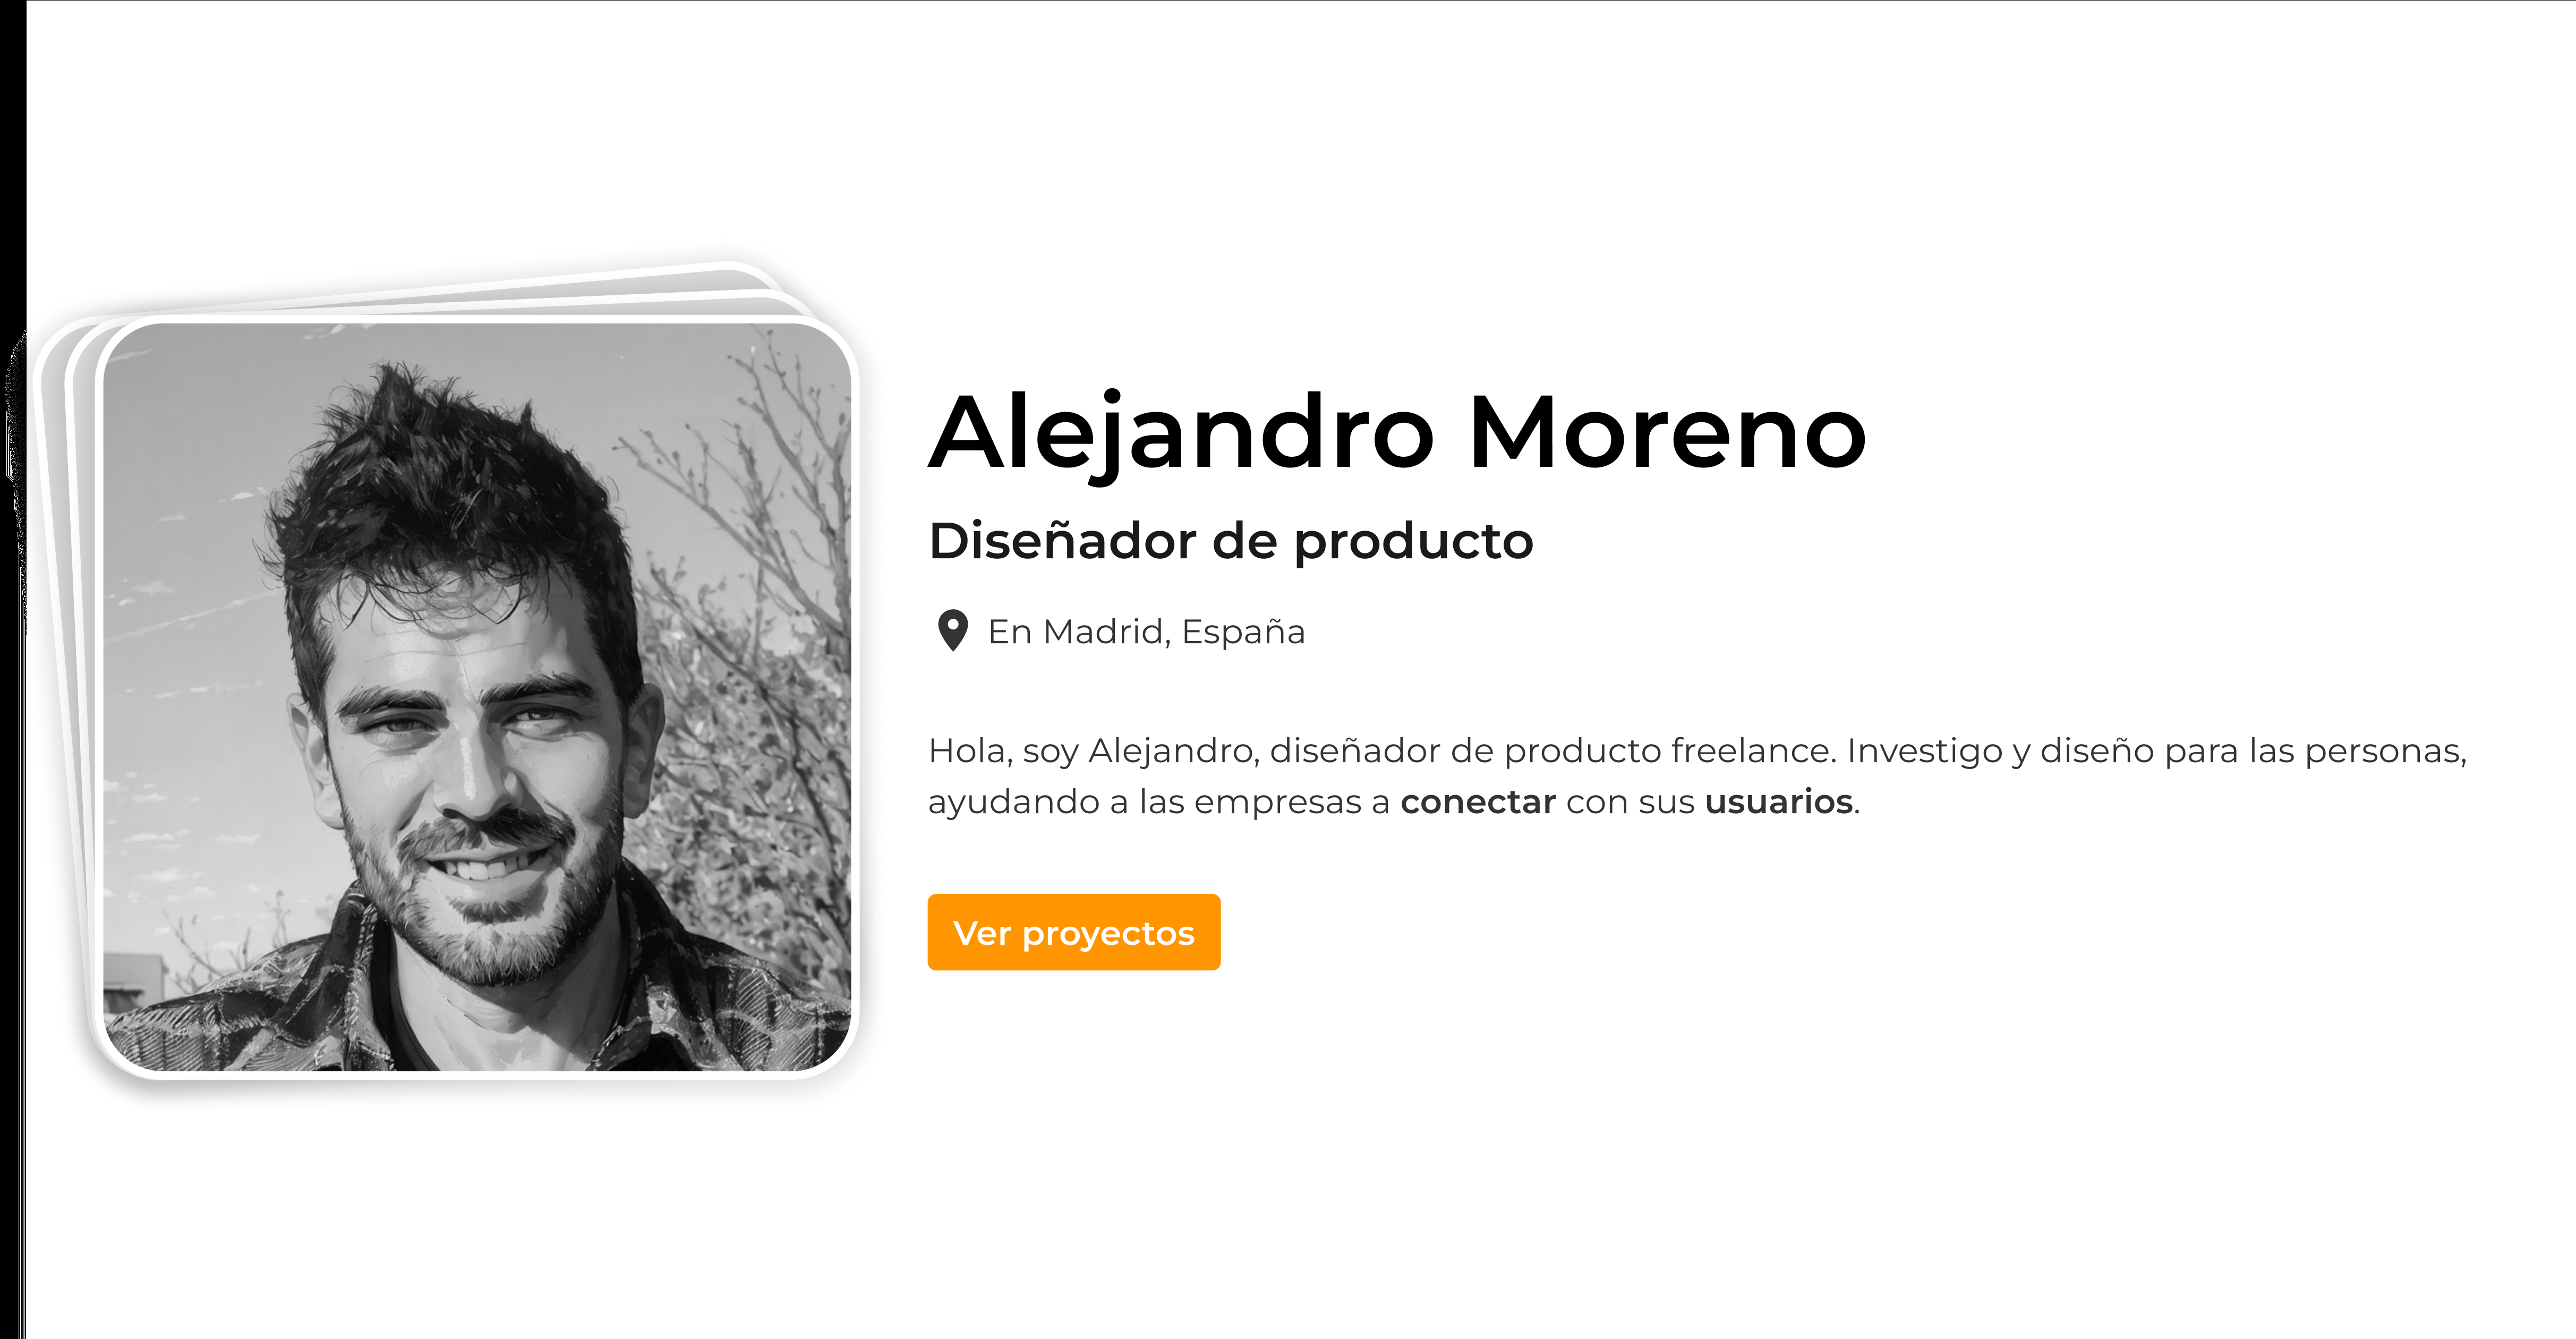 Alejandro Moreno
Diseñador de producto
En Madrid, España
Hola, soy Alejandro, diseñador de producto freelance. Investigo y diseño para las personas,
ayudando a las empresas a conectar con sus usuarios.
Ver proyectos